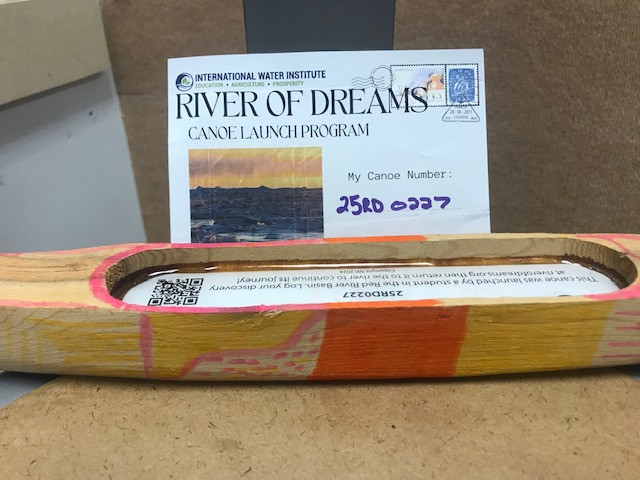 INTERNATIONAL WATER INSTITUTE
EDUCATION • AGRICULTURE • PROSPERITY
RIVER OF DREAMS
CANOE LAUNCH PROGRAM
My Canoe Number:
25RD 0227
25RD0227
This canoe was launched by a student in the Red River Basin. Log your discovery
at riverofdreams.org then return it to the river to continue its journey!